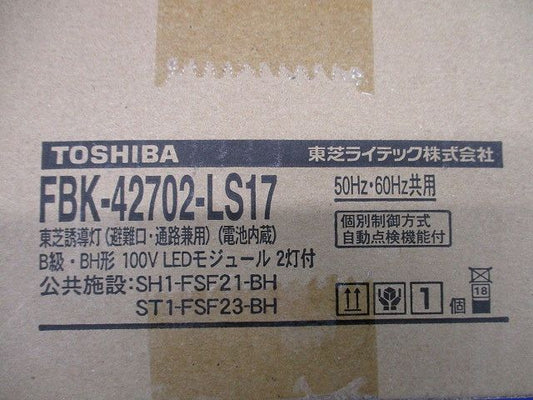 TOSHIBA 東芝ライテック株式会社
FBK-42702-LS17
50Hz・60Hz共用
東芝誘導灯(避難口・通路兼用)(電池内蔵)
個別制御方式
自動点検機能付
B級・BH形 100V LEDモジュール 2灯付
公共施設:SH1-FSF21-BH
ST1-FSF23-BH
1個
18